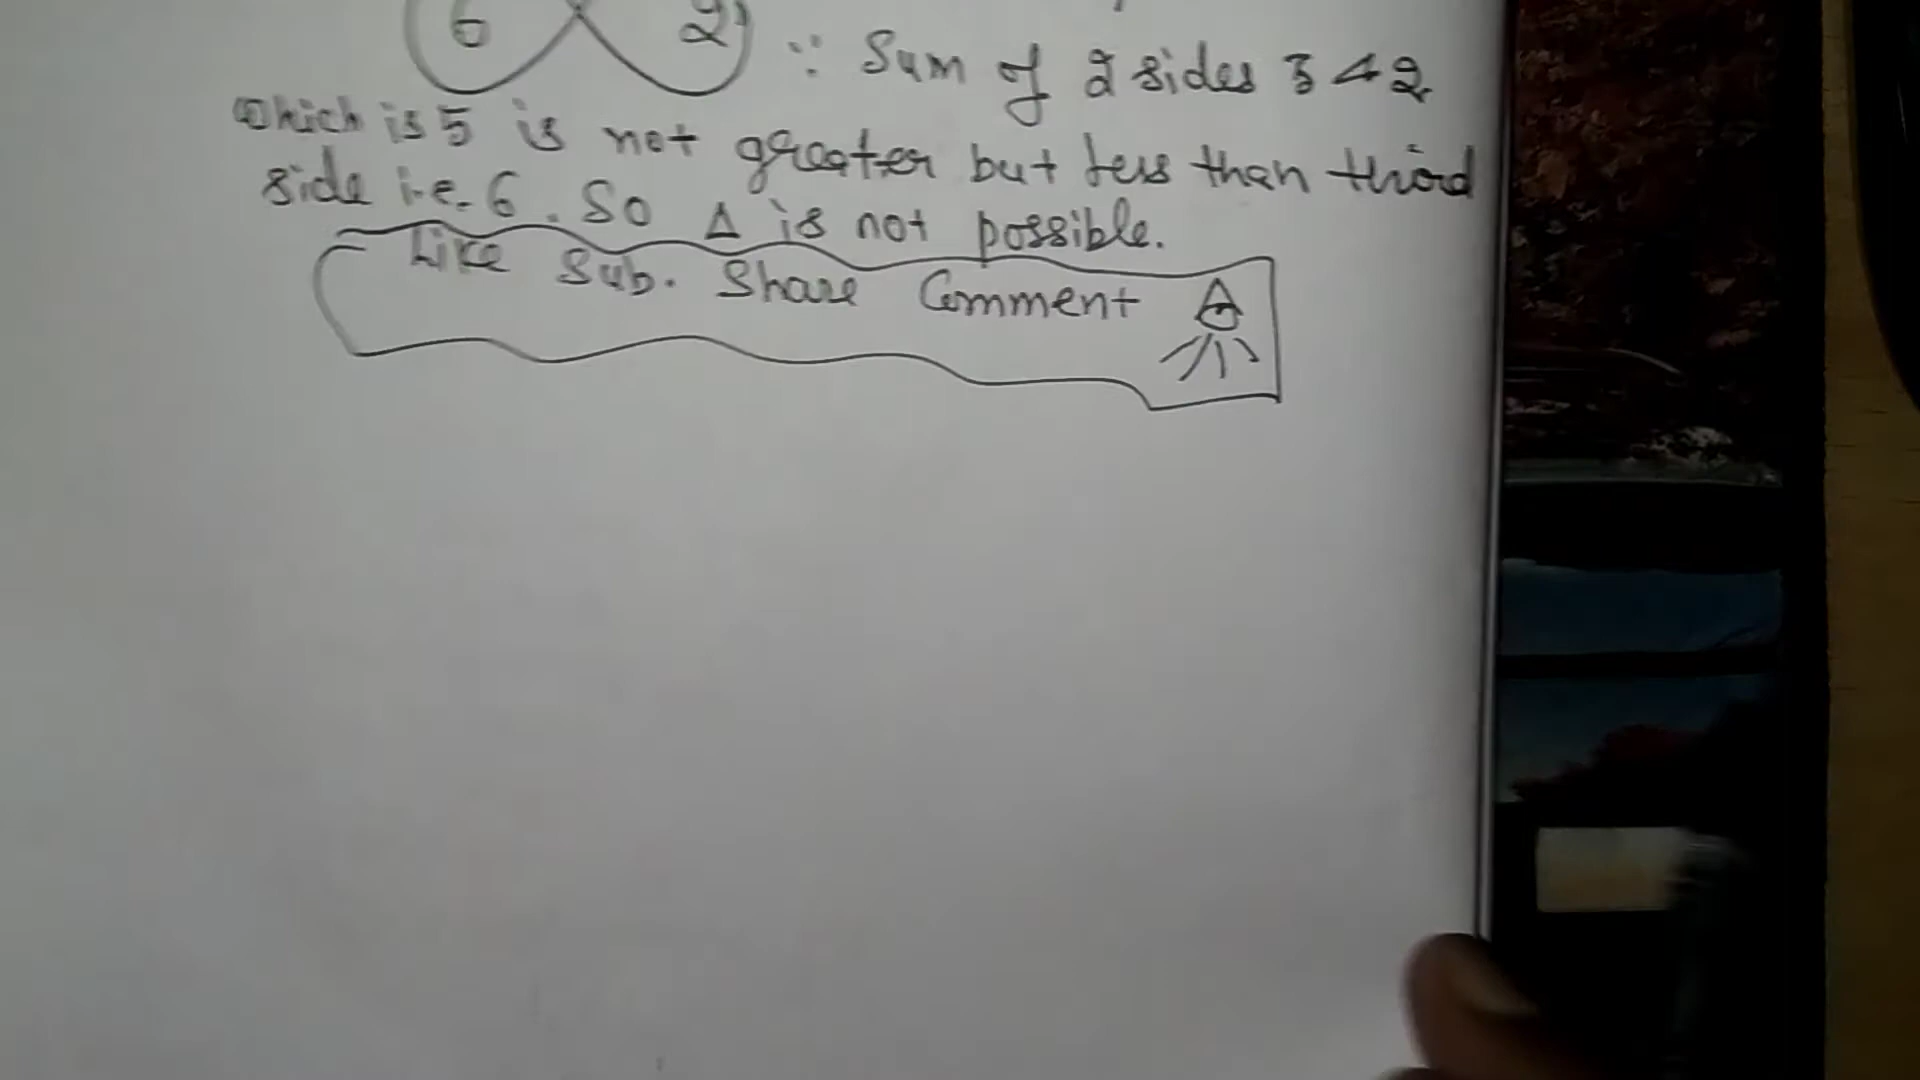 6 2
∵ Sum of 2 sides 3 & 2
Which is 5 is not greater but less than third
side i.e. 6. So Δ is not possible.
Like Sub. Share Comment